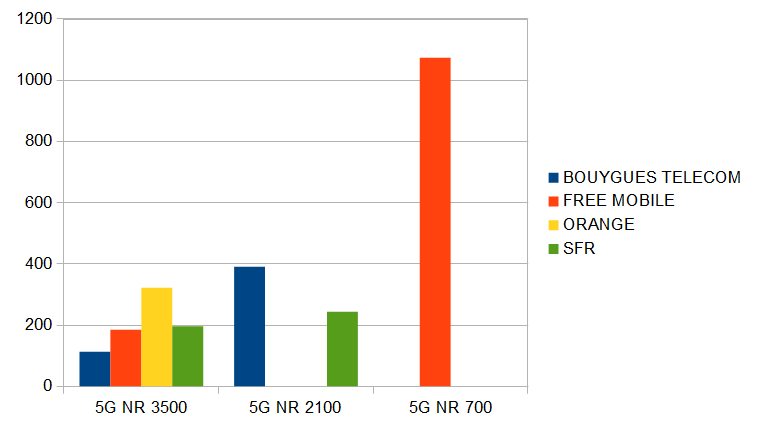 1200
1000
800
600
400
200
0
5G NR 3500
5G NR 2100
5G NR 700
BOUYGUES TELECOM
FREE MOBILE
ORANGE
SFR